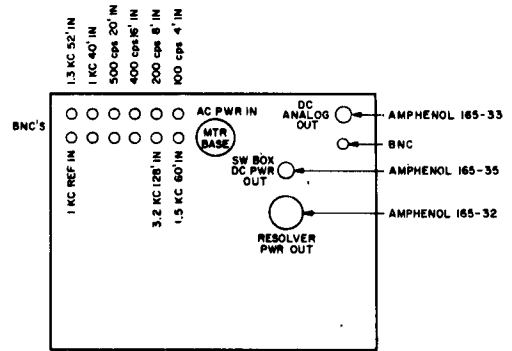 1.3 KC 52' IN
1 KC 40' IN
500 cps 20' IN
400 cps 16' IN
200 cps 8' IN
100 cps 4' IN
BNC'S
AC PWR IN
MTR
BASE
DC
ANALOG
OUT
AMPHENOL 165-33
BNC
SW BOX
DC PWR
OUT
AMPHENOL 165-35
1 KC REF IN
3.2 KC 128' IN
1.5 KC 60' IN
AMPHENOL 165-32
RESOLVER
PWR OUT